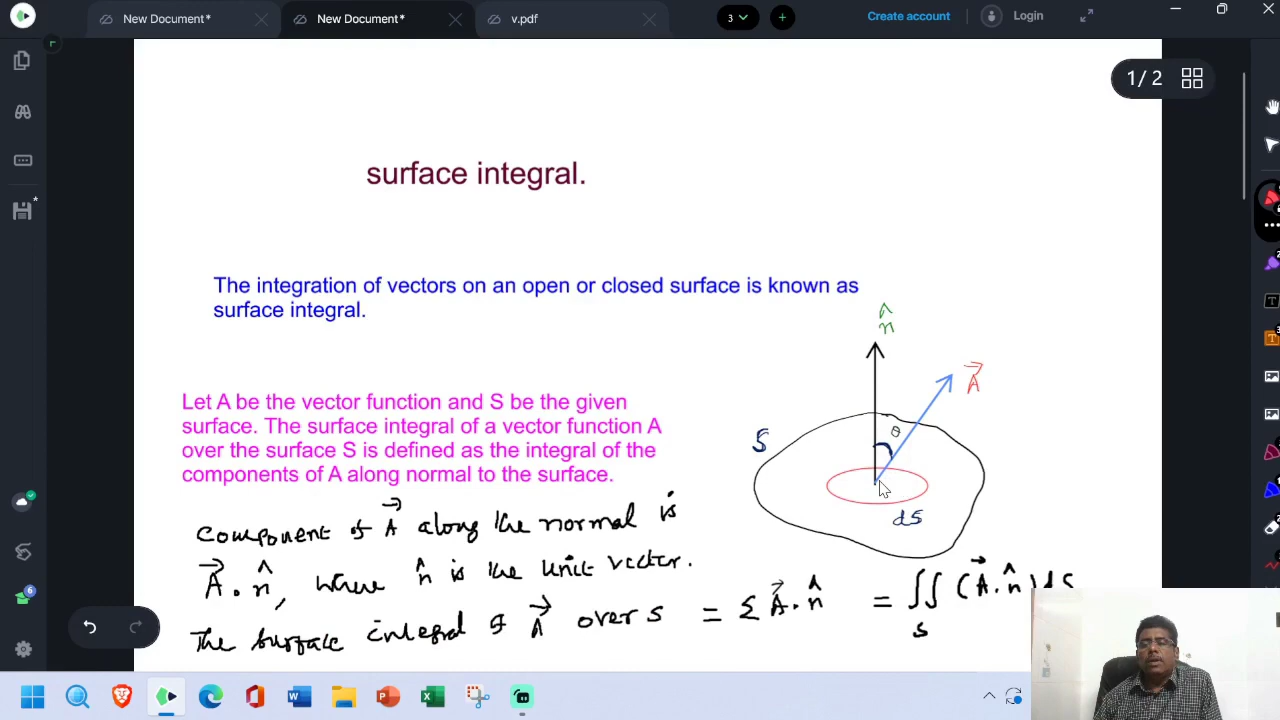 New Document*
New Document*
v.pdf
3
Create account
Login
1/ 2
surface integral.
The integration of vectors on an open or closed surface is known as
surface integral.
n̂
A⃗
θ
S
dS
Let A be the vector function and S be the given
surface. The surface integral of a vector function A
over the surface S is defined as the integral of the
components of A along normal to the surface.
component of A⃗ along the normal is
A⃗ . n̂, where n̂ is the unit vector.
The surface integral of A⃗ over S = Σ A⃗ . n̂ = ∬ (A⃗ . n̂) ds
S
6